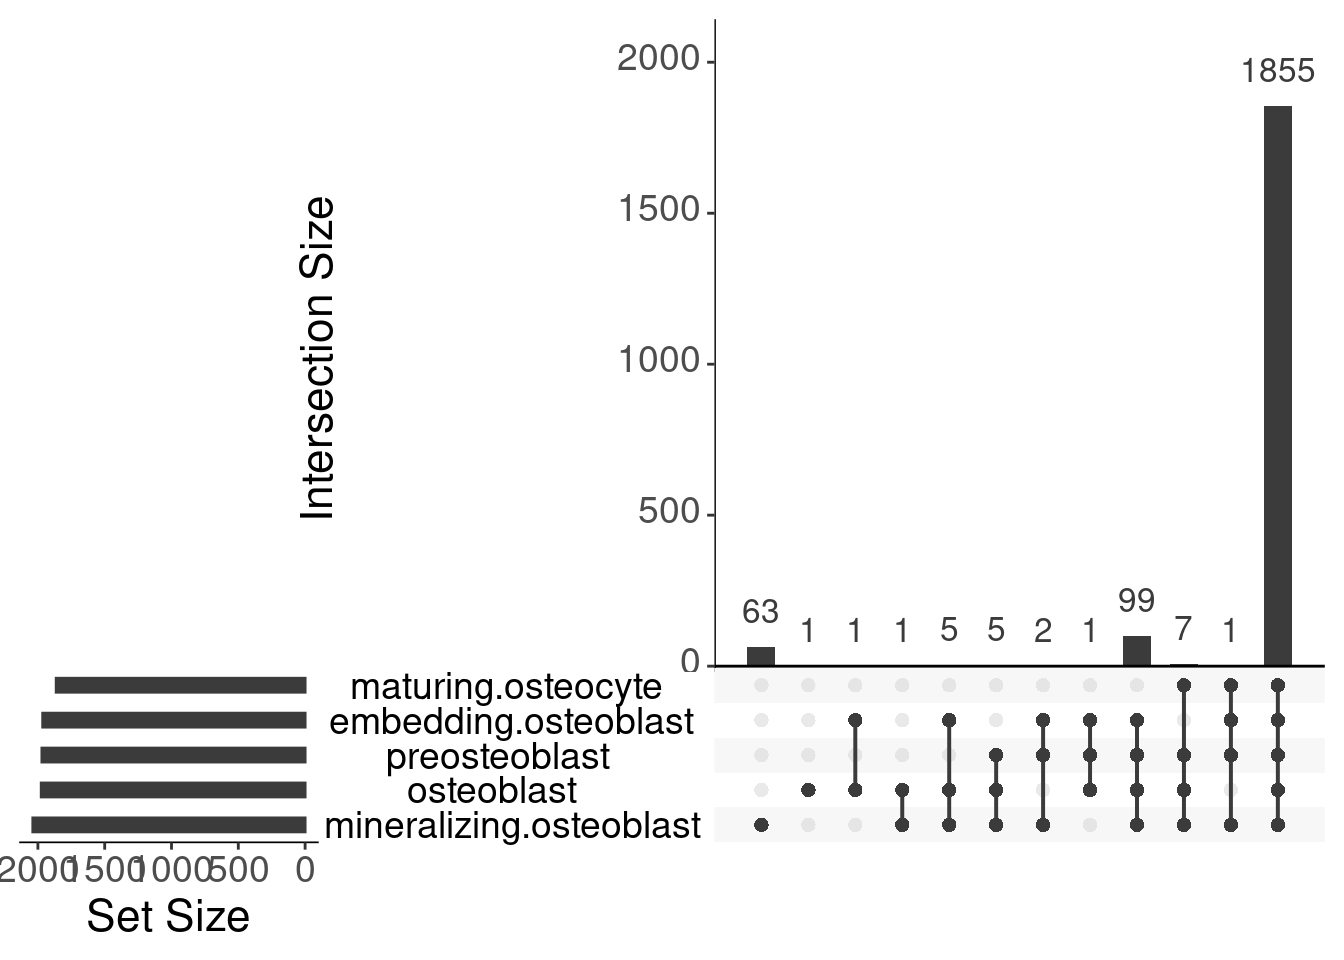 Intersection Size
2000
1500
1000
500
0
1855
63
1
1
1
5
5
2
1
99
7
1
maturing.osteocyte
embedding.osteoblast
preosteoblast
osteoblast
mineralizing.osteoblast
2000 1500 1000 500 0
Set Size